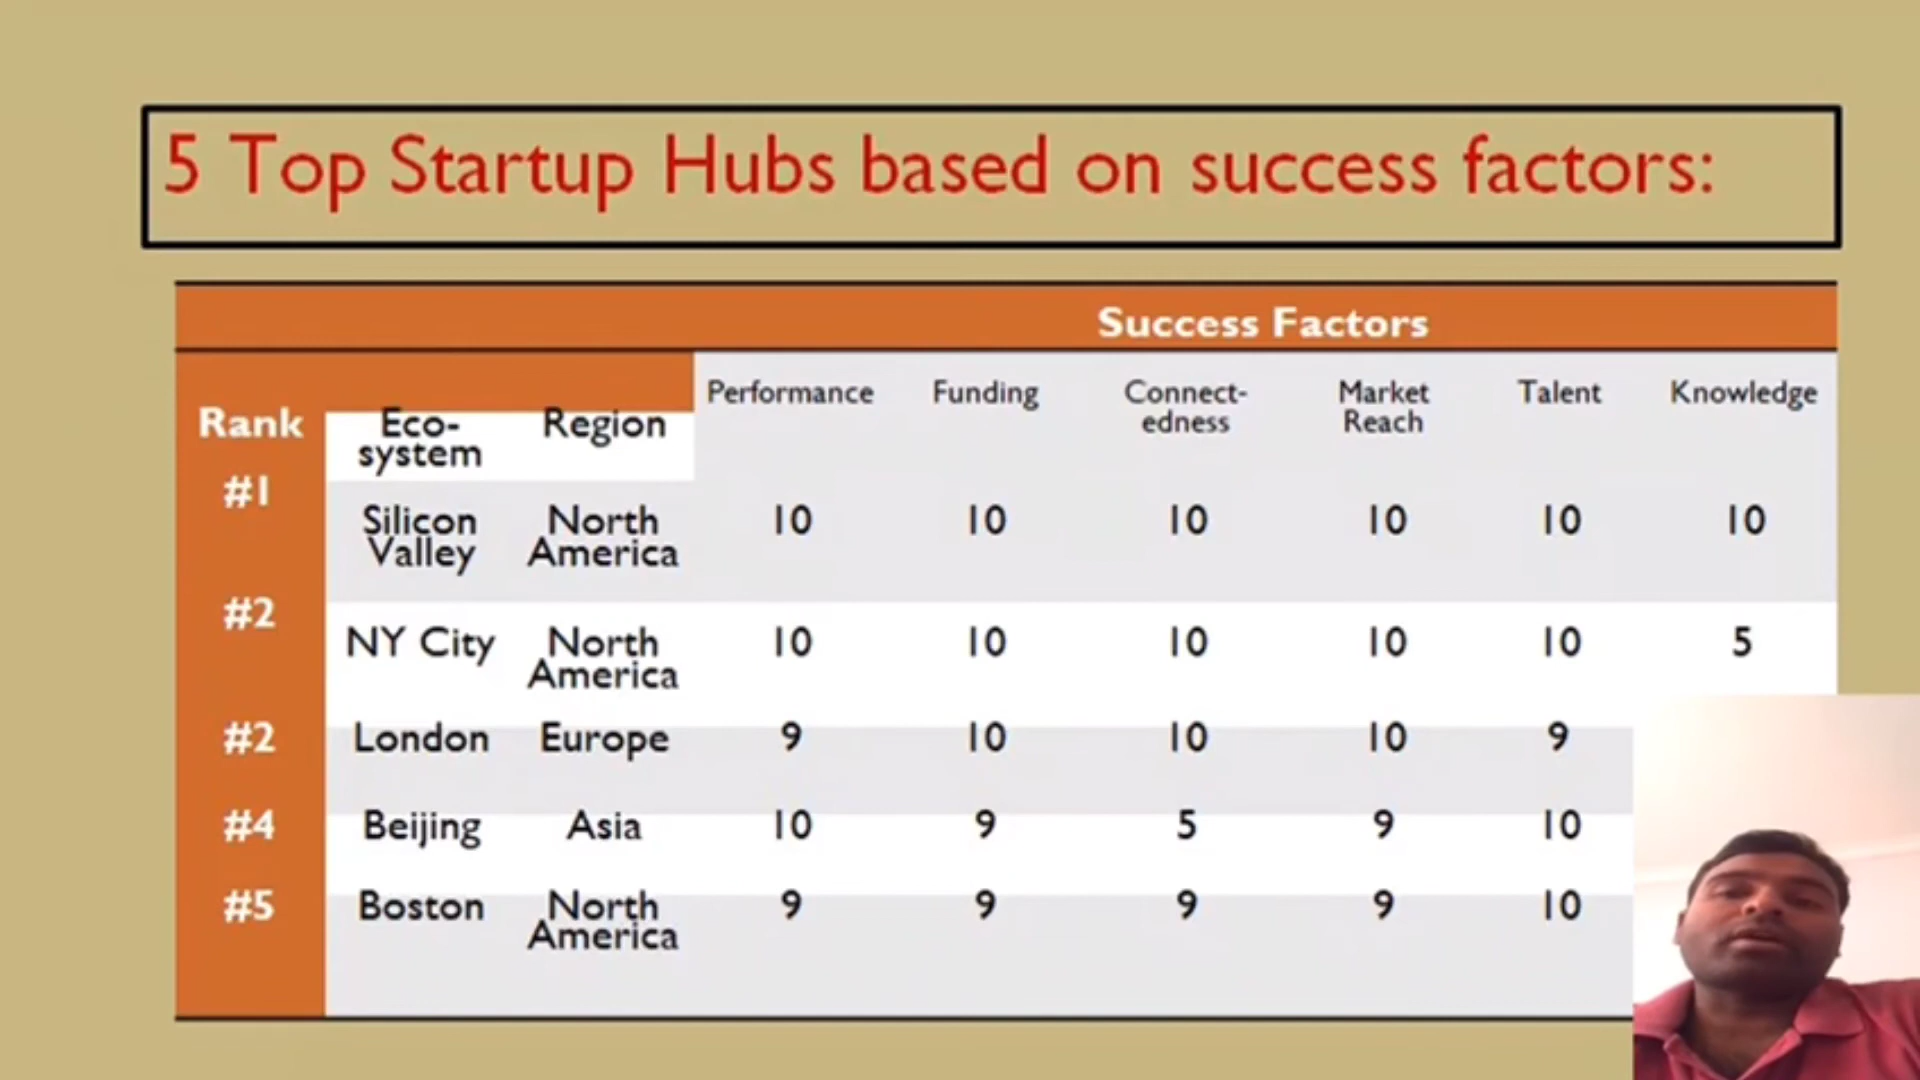 5 Top Startup Hubs based on success factors:
Success Factors
Rank Eco-system Region Performance Funding Connect-edness Market Reach Talent Knowledge
#1 Silicon Valley North America 10 10 10 10 10 10
#2 NY City North America 10 10 10 10 10 5
#2 London Europe 9 10 10 10 9
#4 Beijing Asia 10 9 5 9 10
#5 Boston North America 9 9 9 9 10